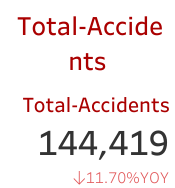 Total-Accide
nts
Total-Accidents
144,419
↓11.70%YOY